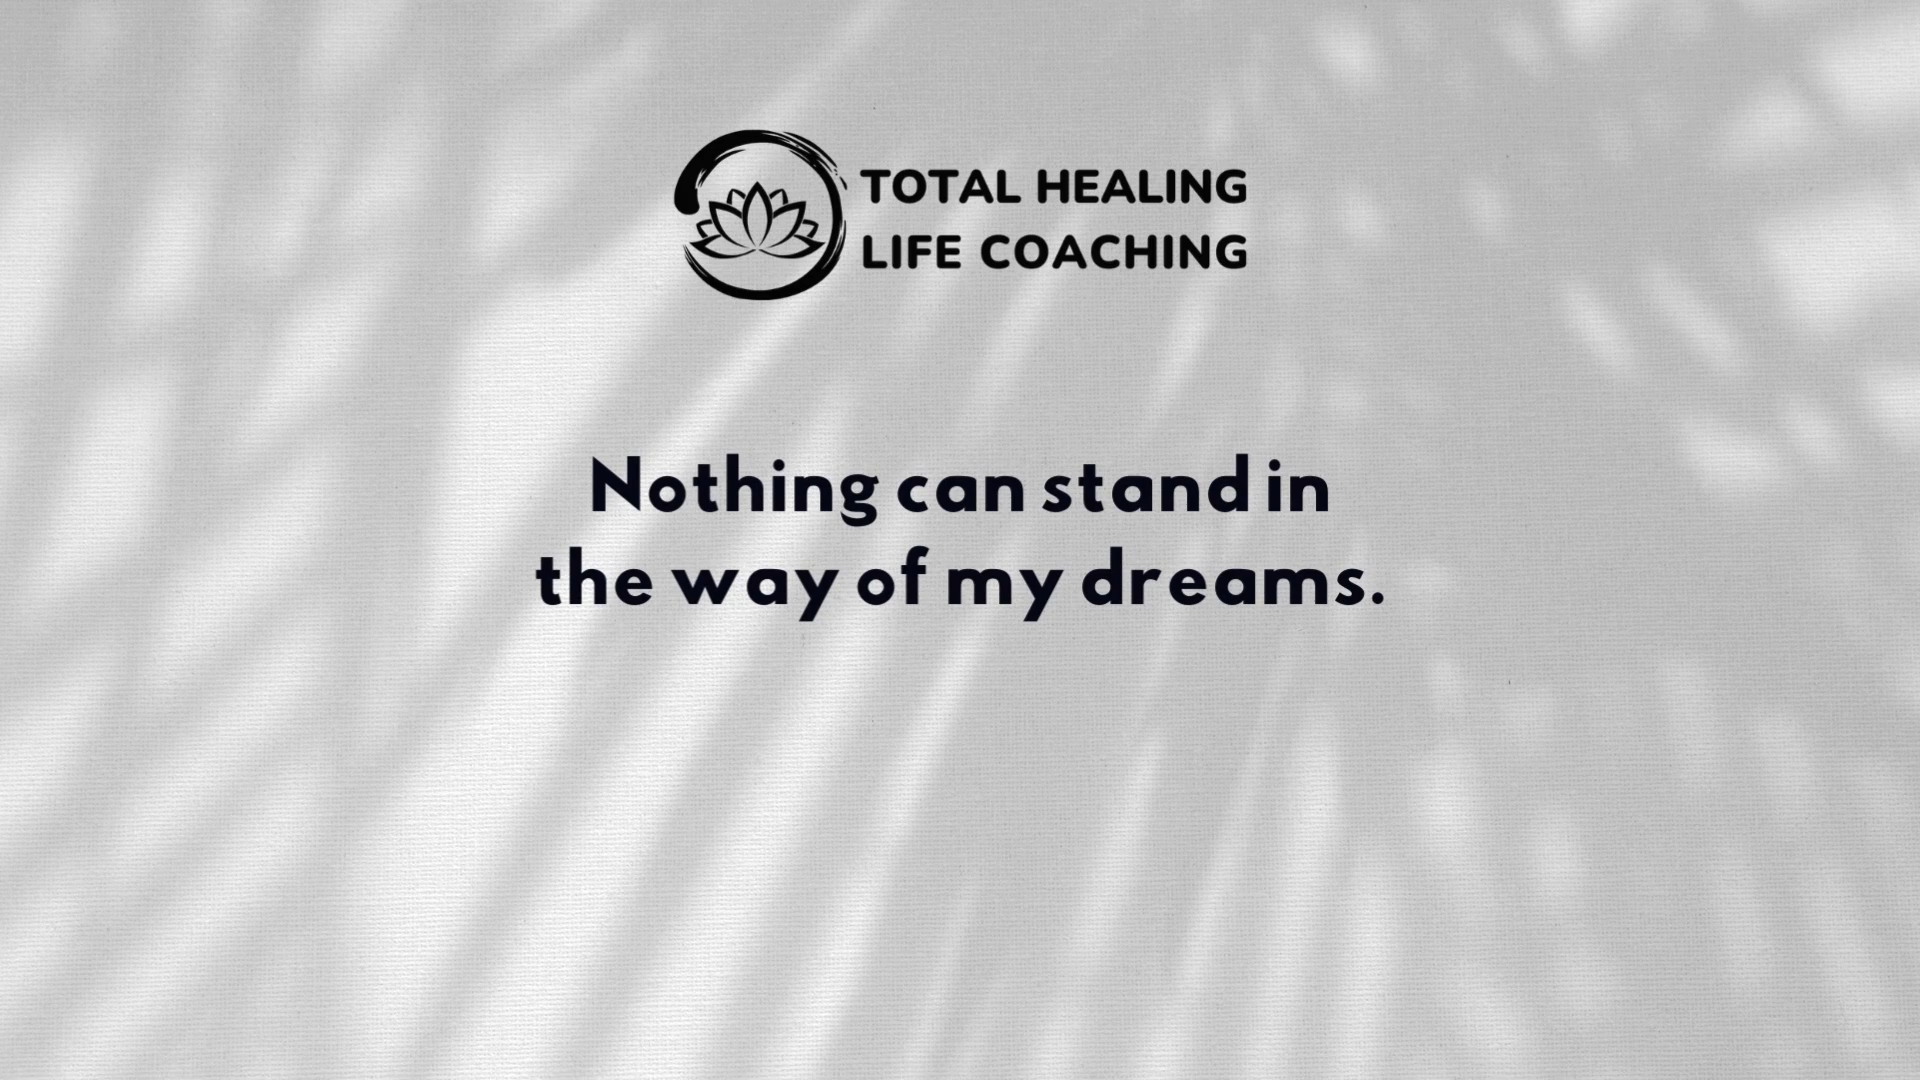 TOTAL HEALING
LIFE COACHING
Nothing can stand in
the way of my dreams.